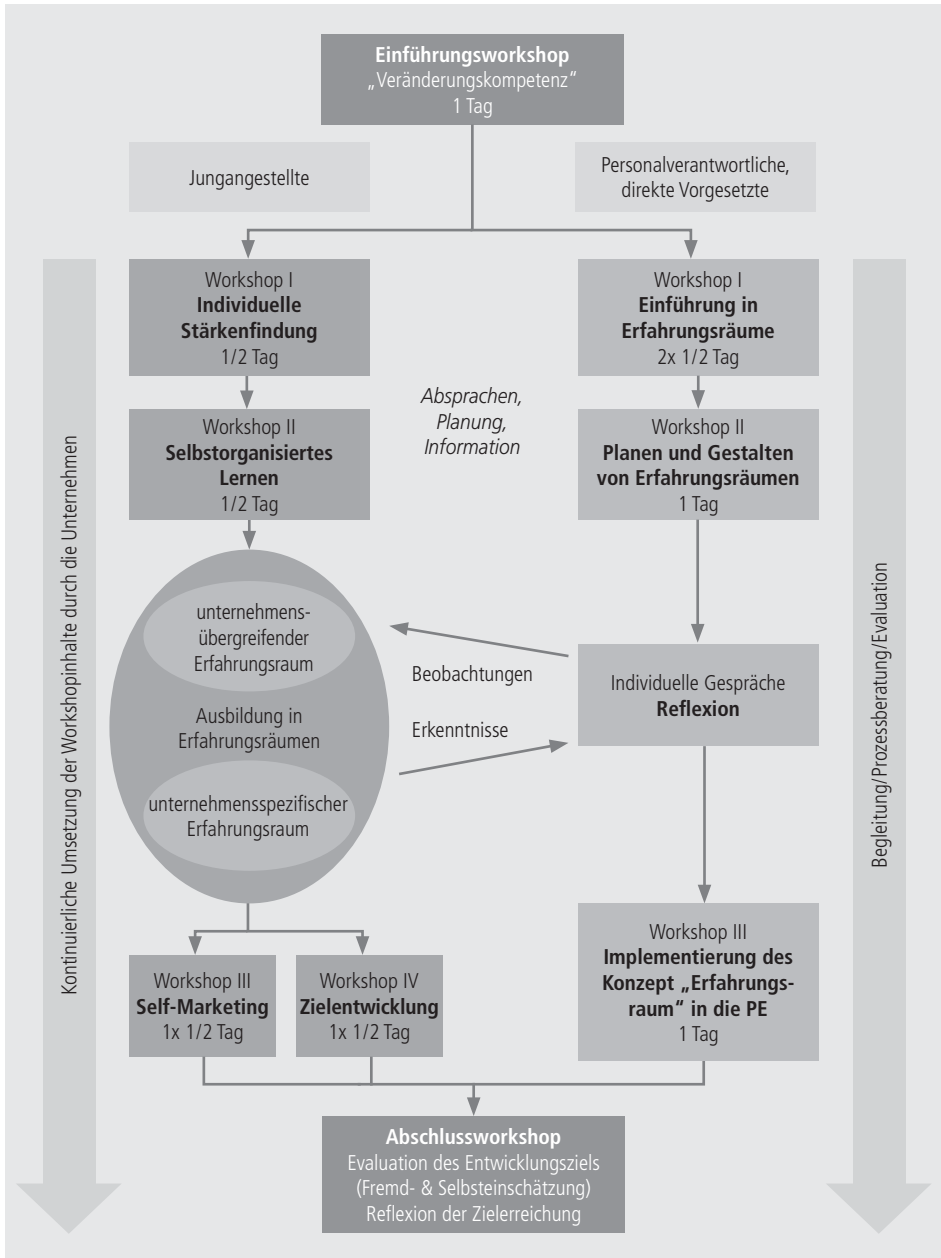 Einführungsworkshop
„Veränderungskompetenz“
1 Tag
Jungangestellte
Personalverantwortliche,
direkte Vorgesetzte
Workshop I
Individuelle
Stärkenfindung
1/2 Tag
Workshop I
Einführung in
Erfahrungsräume
2x 1/2 Tag
Absprachen,
Planung,
Information
Workshop II
Selbstorganisiertes
Lernen
1/2 Tag
Workshop II
Planen und Gestalten
von Erfahrungsräumen
1 Tag
Kontinuierliche Umsetzung der Workshopinhalte durch die Unternehmen
Begleitung/Prozessberatung/Evaluation
unternehmens-
übergreifender
Erfahrungsraum
Ausbildung in
Erfahrungsräumen
unternehmensspezifischer
Erfahrungsraum
Beobachtungen
Erkenntnisse
Individuelle Gespräche
Reflexion
Workshop III
Self-Marketing
1x 1/2 Tag
Workshop IV
Zielentwicklung
1x 1/2 Tag
Workshop III
Implementierung des
Konzept „Erfahrungs-
raum“ in die PE
1 Tag
Abschlussworkshop
Evaluation des Entwicklungsziels
(Fremd- & Selbsteinschätzung)
Reflexion der Zielerreichung